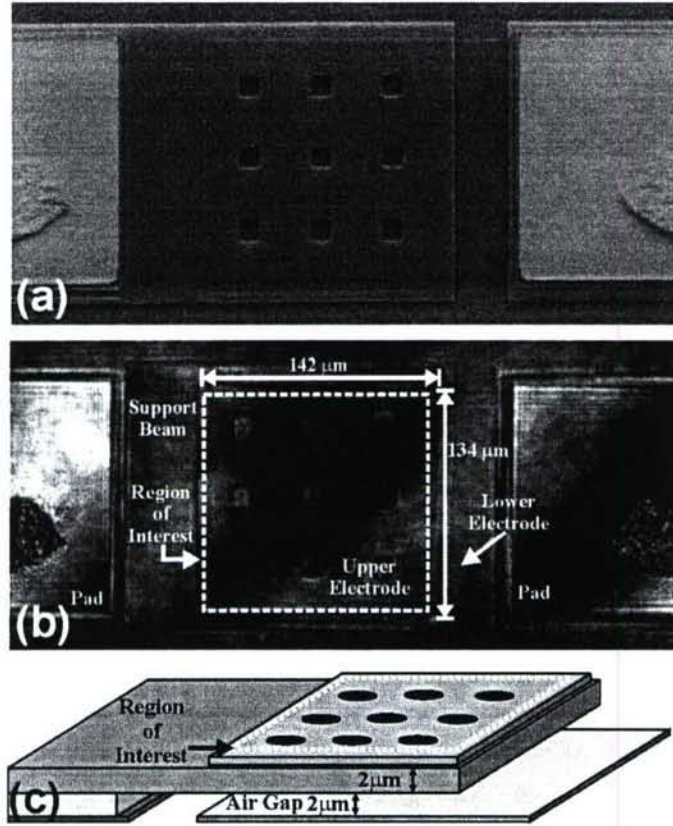 (a)
142 μm
Support
Beam
134 μm
Region
of
Interest
Lower
Electrode
Upper
Electrode
Pad
Pad
(b)
Region
of
Interest
2μm
Air Gap
2μm
(c)